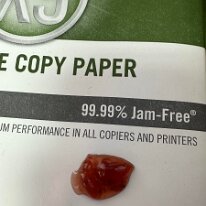 E COPY PAPER
99.99% Jam-Free®
UM PERFORMANCE IN ALL COPIERS AND PRINTERS